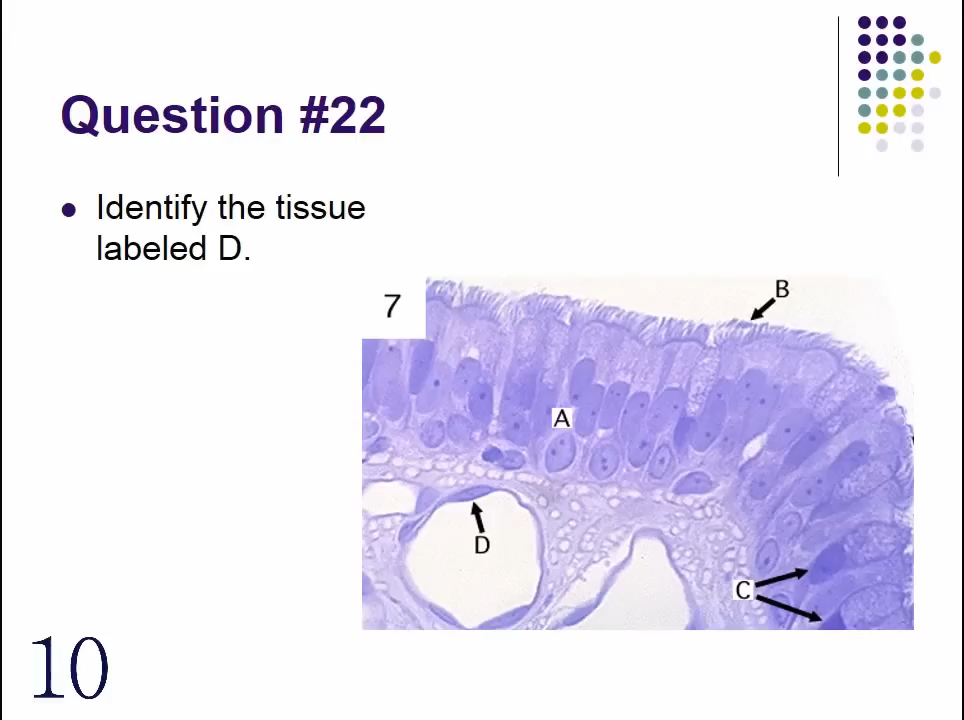 Question #22
Identify the tissue
labeled D.
7
B
A
D
C
10